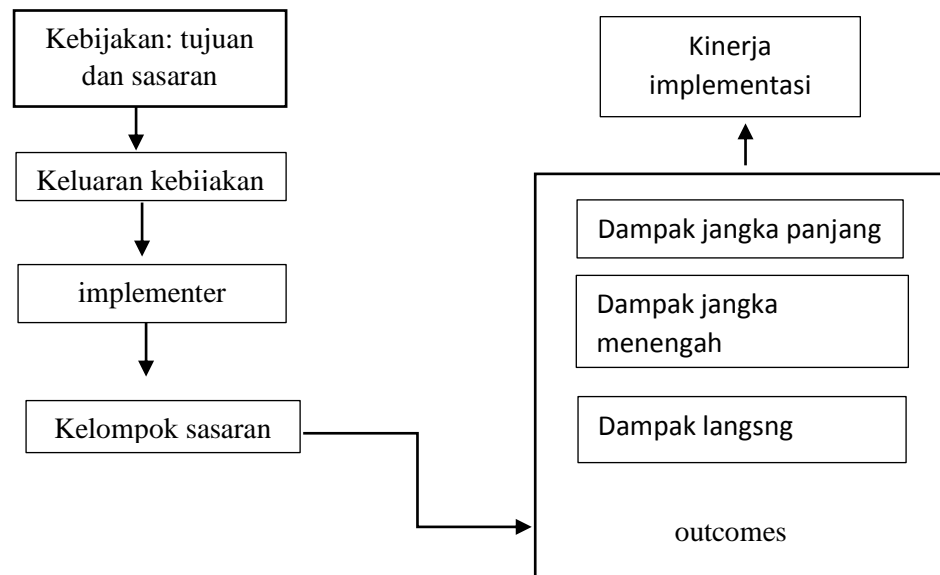 Kebijakan: tujuan
dan sasaran
Keluaran kebijakan
implementer
Kelompok sasaran
Kinerja
implementasi
Dampak jangka panjang
Dampak jangka
menengah
Dampak langsng
outcomes